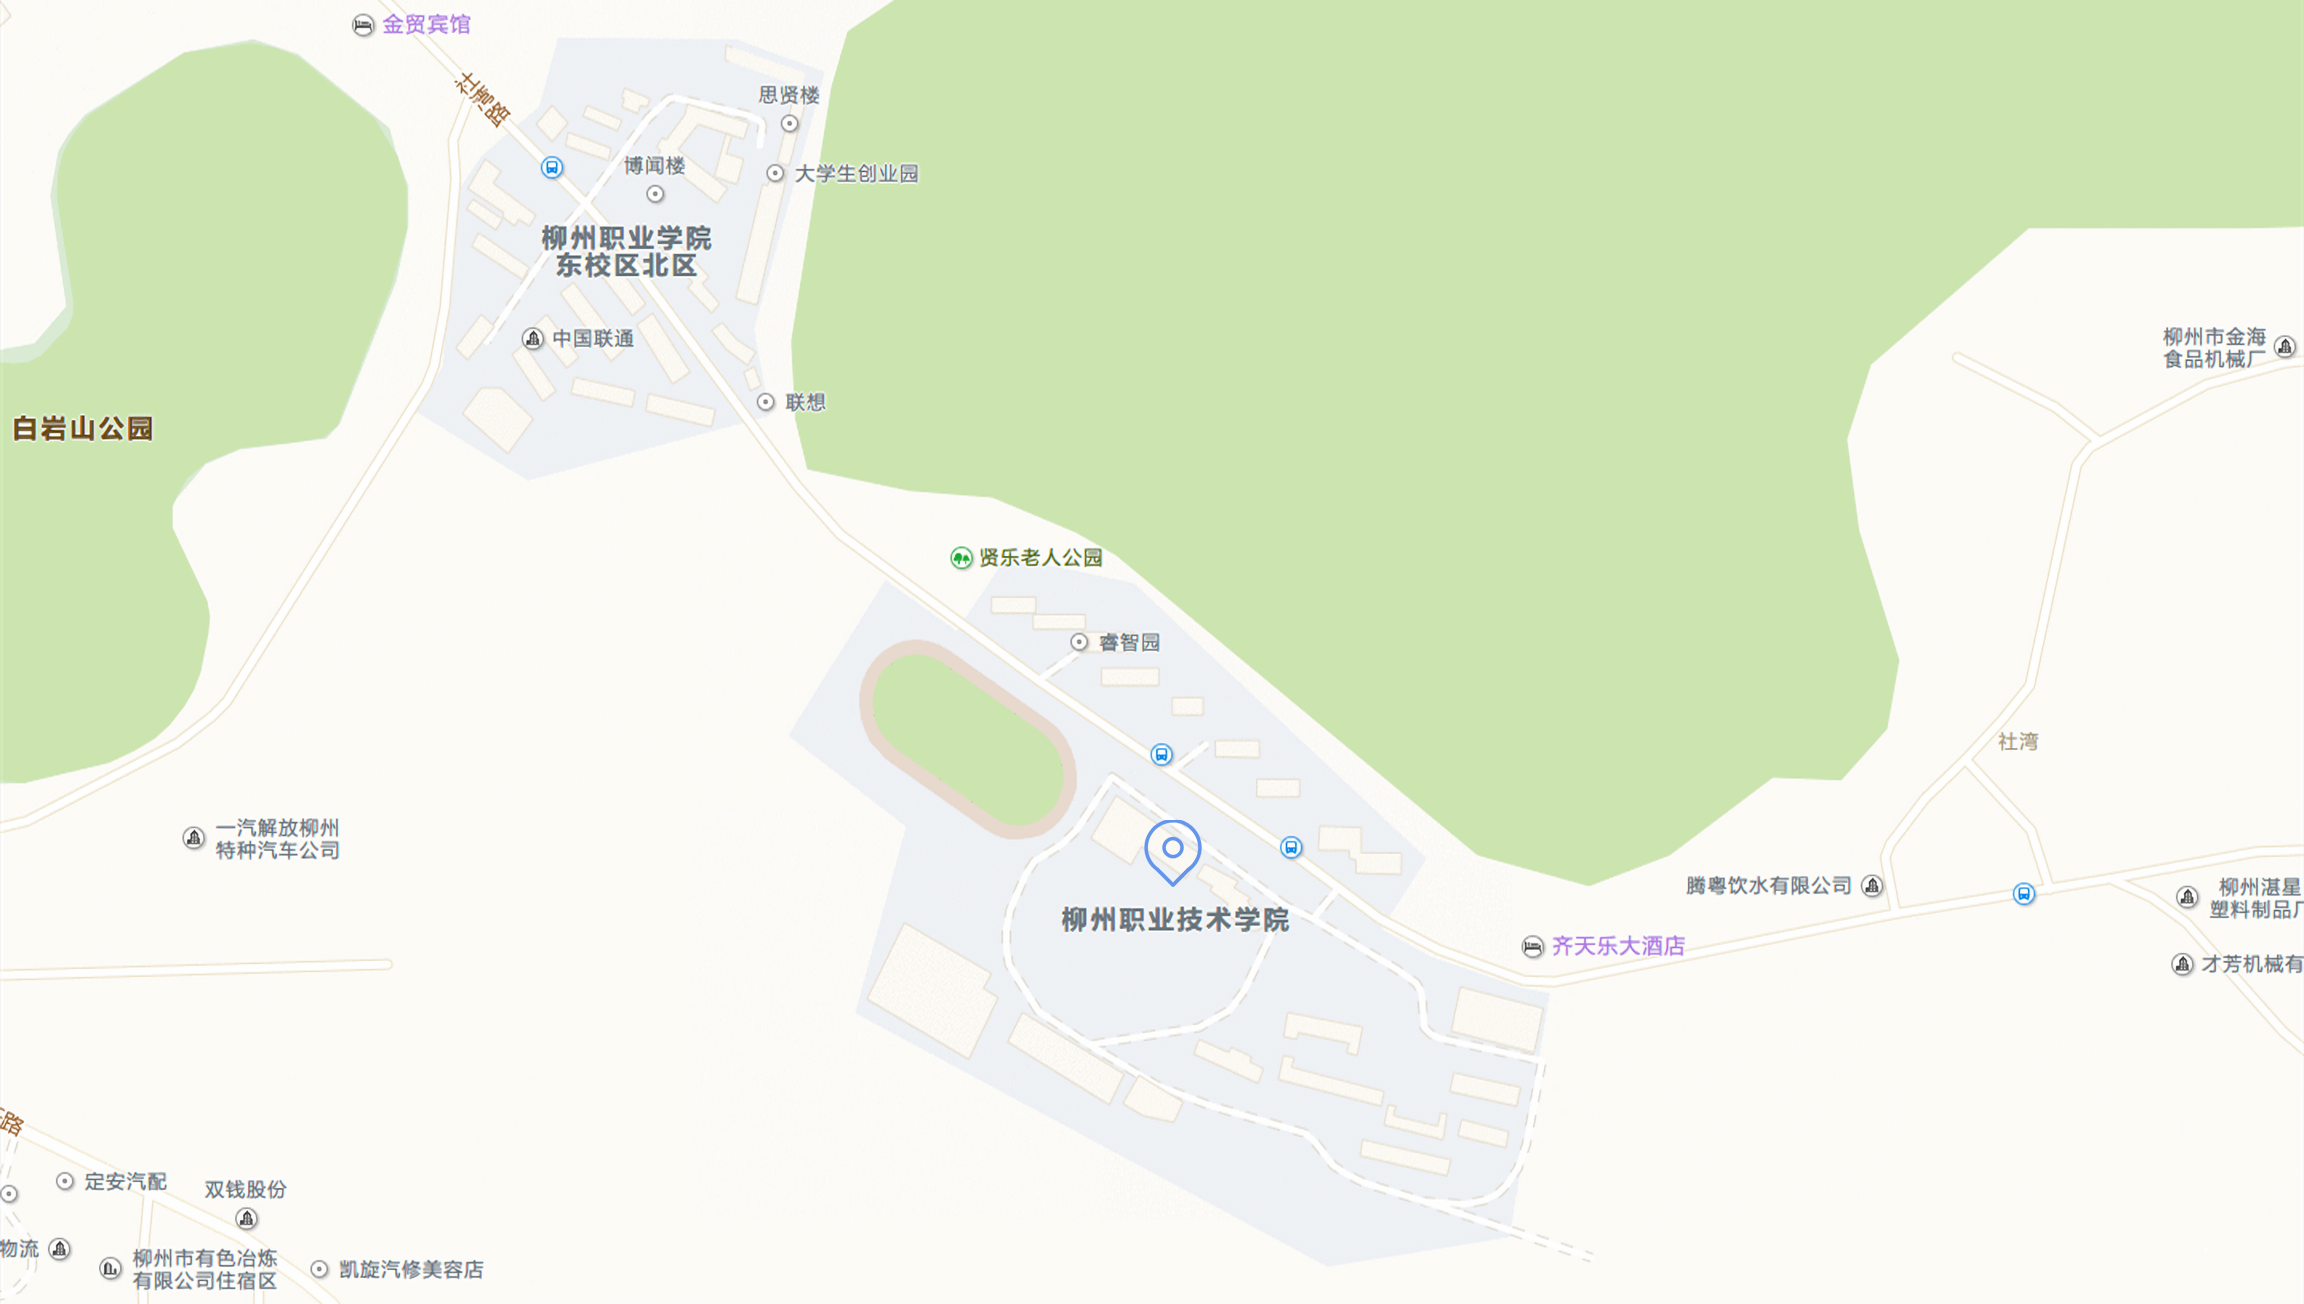 金贸宾馆
社湾路
思贤楼
博闻楼
大学生创业园
柳州职业学院
东校区北区
中国联通
柳州市金海
食品机械厂
联想
白岩山公园
贤乐老人公园
睿智园
社湾
一汽解放柳州
特种汽车公司
腾粤饮水有限公司
柳州湛星
塑料制品厂
柳州职业技术学院
齐天乐大酒店
才芳机械有
路
定安汽配
双钱股份
物流
柳州市有色冶炼
有限公司住宿区
凯旋汽修美容店